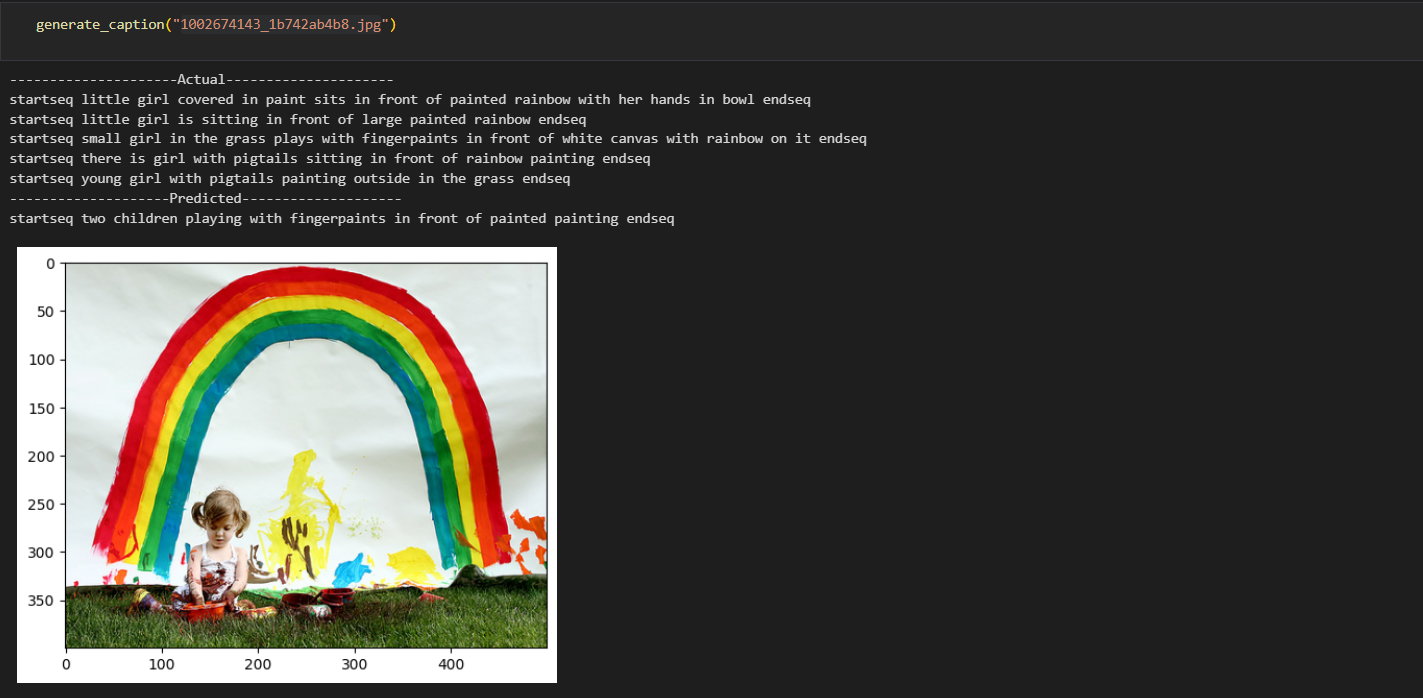 generate_caption("1002674143_1b742ab4b8.jpg")
---------------------Actual---------------------
startseq little girl covered in paint sits in front of painted rainbow with her hands in bowl endseq
startseq little girl is sitting in front of large painted rainbow endseq
startseq small girl in the grass plays with fingerpaints in front of white canvas with rainbow on it endseq
startseq there is girl with pigtails sitting in front of rainbow painting endseq
startseq young girl with pigtails painting outside in the grass endseq
--------------------Predicted--------------------
startseq two children playing with fingerpaints in front of painted painting endseq
0
50
100
150
200
250
300
350
0 100 200 300 400